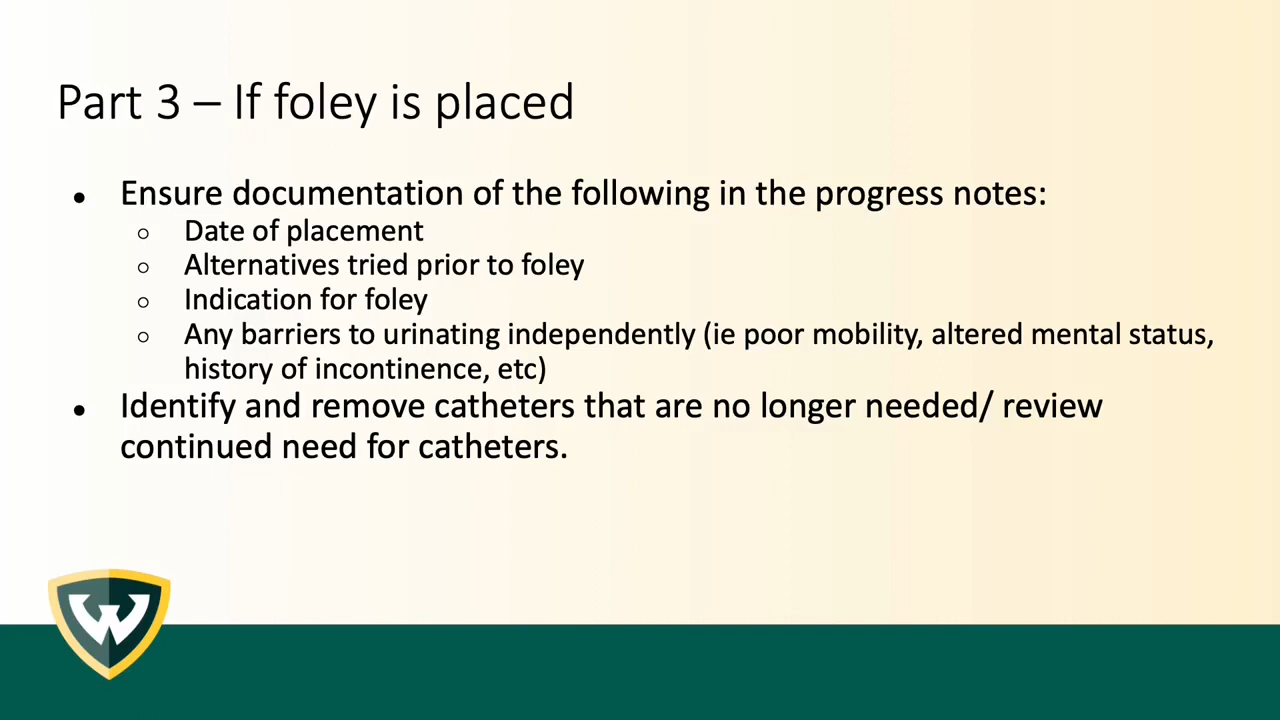 Part 3 – If foley is placed
● Ensure documentation of the following in the progress notes:
○ Date of placement
○ Alternatives tried prior to foley
○ Indication for foley
○ Any barriers to urinating independently (ie poor mobility, altered mental status,
history of incontinence, etc)
● Identify and remove catheters that are no longer needed/ review
continued need for catheters.
W